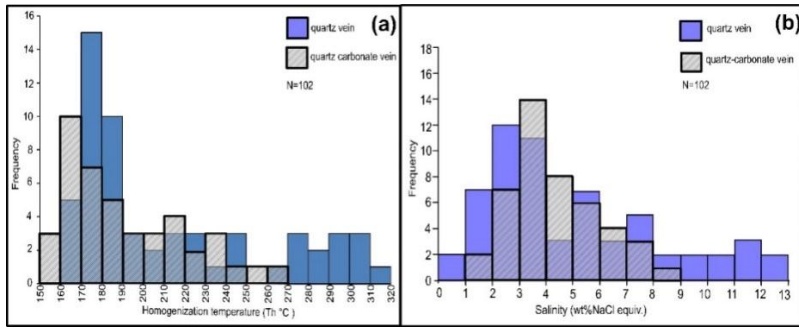 (a)
quartz vein
quartz carbonate vein
N=102
Frequency
16
14
12
10
8
6
4
2
0
150 160 170 180 190 200 210 220 230 240 250 260 270 280 290 300 310 320
Homogenization temperature (Th °C)
(b)
quartz vein
quartz-carbonate vein
N=102
Frequency
18
16
14
12
10
8
6
4
2
0
0 1 2 3 4 5 6 7 8 9 10 11 12 13
Salinity (wt%NaCl equiv.)